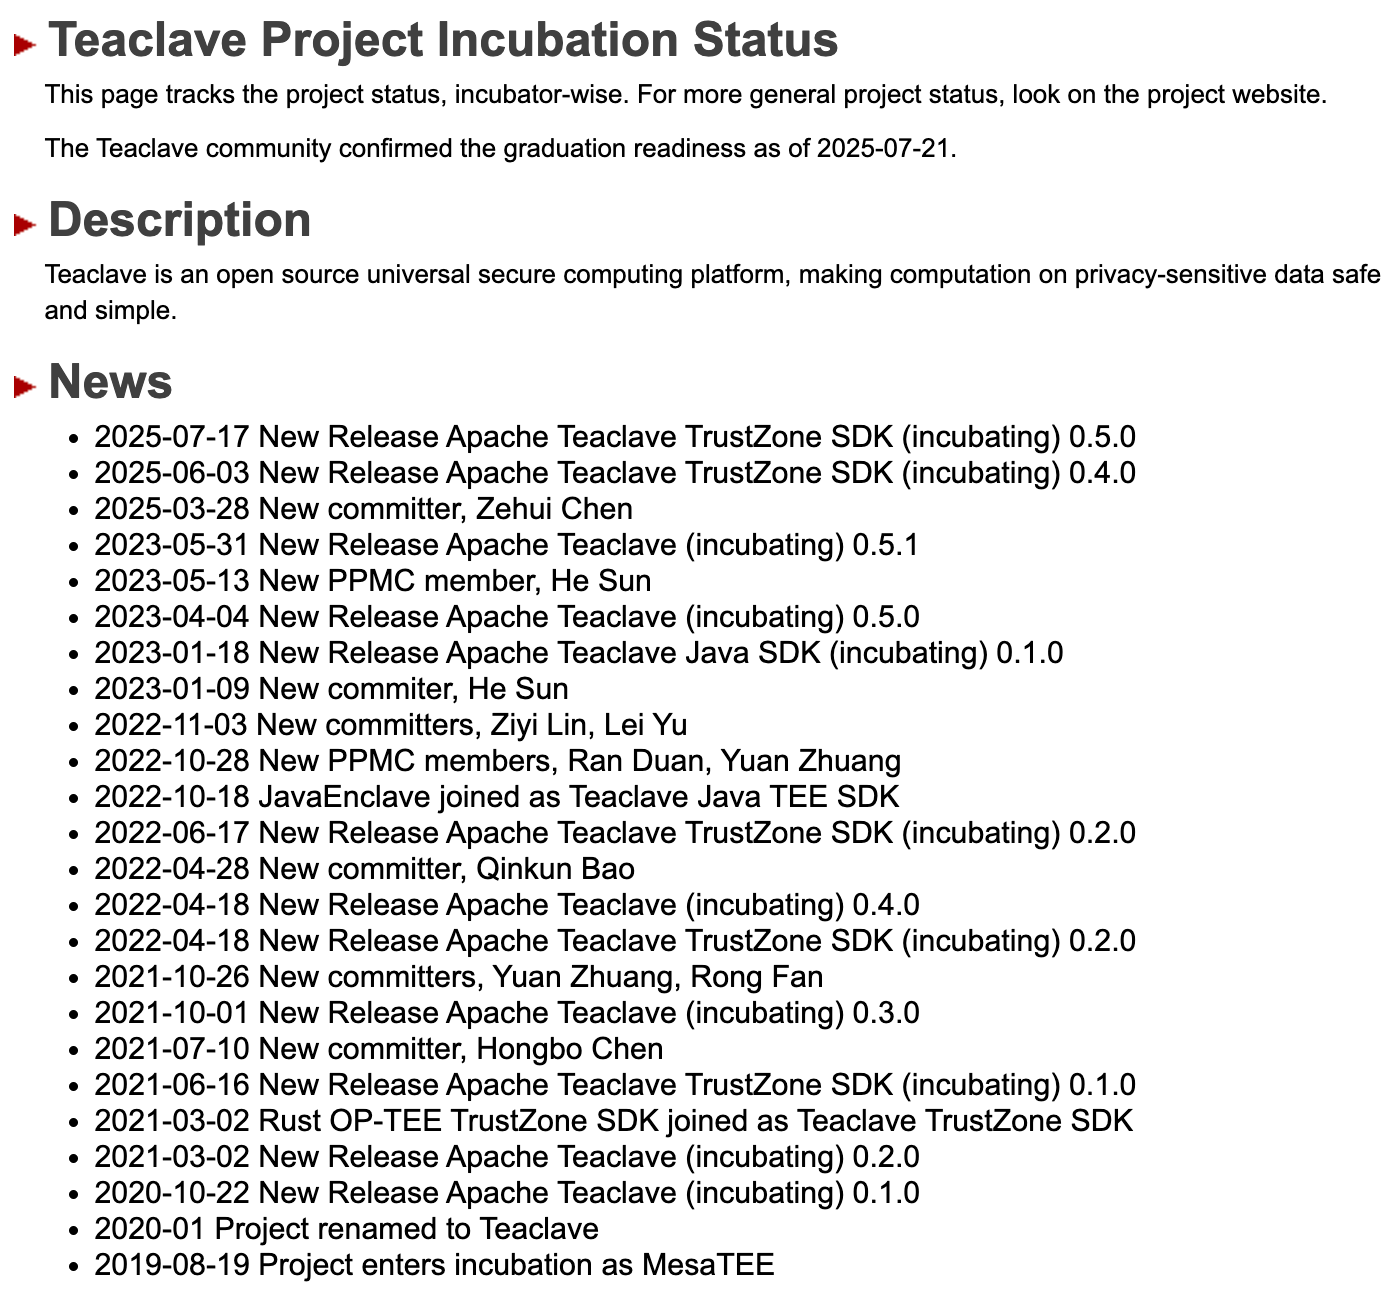 Teaclave Project Incubation Status
This page tracks the project status, incubator-wise. For more general project status, look on the project website.
The Teaclave community confirmed the graduation readiness as of 2025-07-21.
Description
Teaclave is an open source universal secure computing platform, making computation on privacy-sensitive data safe
and simple.
News
2025-07-17 New Release Apache Teaclave TrustZone SDK (incubating) 0.5.0
2025-06-03 New Release Apache Teaclave TrustZone SDK (incubating) 0.4.0
2025-03-28 New committer, Zehui Chen
2023-05-31 New Release Apache Teaclave (incubating) 0.5.1
2023-05-13 New PPMC member, He Sun
2023-04-04 New Release Apache Teaclave (incubating) 0.5.0
2023-01-18 New Release Apache Teaclave Java SDK (incubating) 0.1.0
2023-01-09 New commiter, He Sun
2022-11-03 New committers, Ziyi Lin, Lei Yu
2022-10-28 New PPMC members, Ran Duan, Yuan Zhuang
2022-10-18 JavaEnclave joined as Teaclave Java TEE SDK
2022-06-17 New Release Apache Teaclave TrustZone SDK (incubating) 0.2.0
2022-04-28 New committer, Qinkun Bao
2022-04-18 New Release Apache Teaclave (incubating) 0.4.0
2022-04-18 New Release Apache Teaclave TrustZone SDK (incubating) 0.2.0
2021-10-26 New committers, Yuan Zhuang, Rong Fan
2021-10-01 New Release Apache Teaclave (incubating) 0.3.0
2021-07-10 New committer, Hongbo Chen
2021-06-16 New Release Apache Teaclave TrustZone SDK (incubating) 0.1.0
2021-03-02 Rust OP-TEE TrustZone SDK joined as Teaclave TrustZone SDK
2021-03-02 New Release Apache Teaclave (incubating) 0.2.0
2020-10-22 New Release Apache Teaclave (incubating) 0.1.0
2020-01 Project renamed to Teaclave
2019-08-19 Project enters incubation as MesaTEE